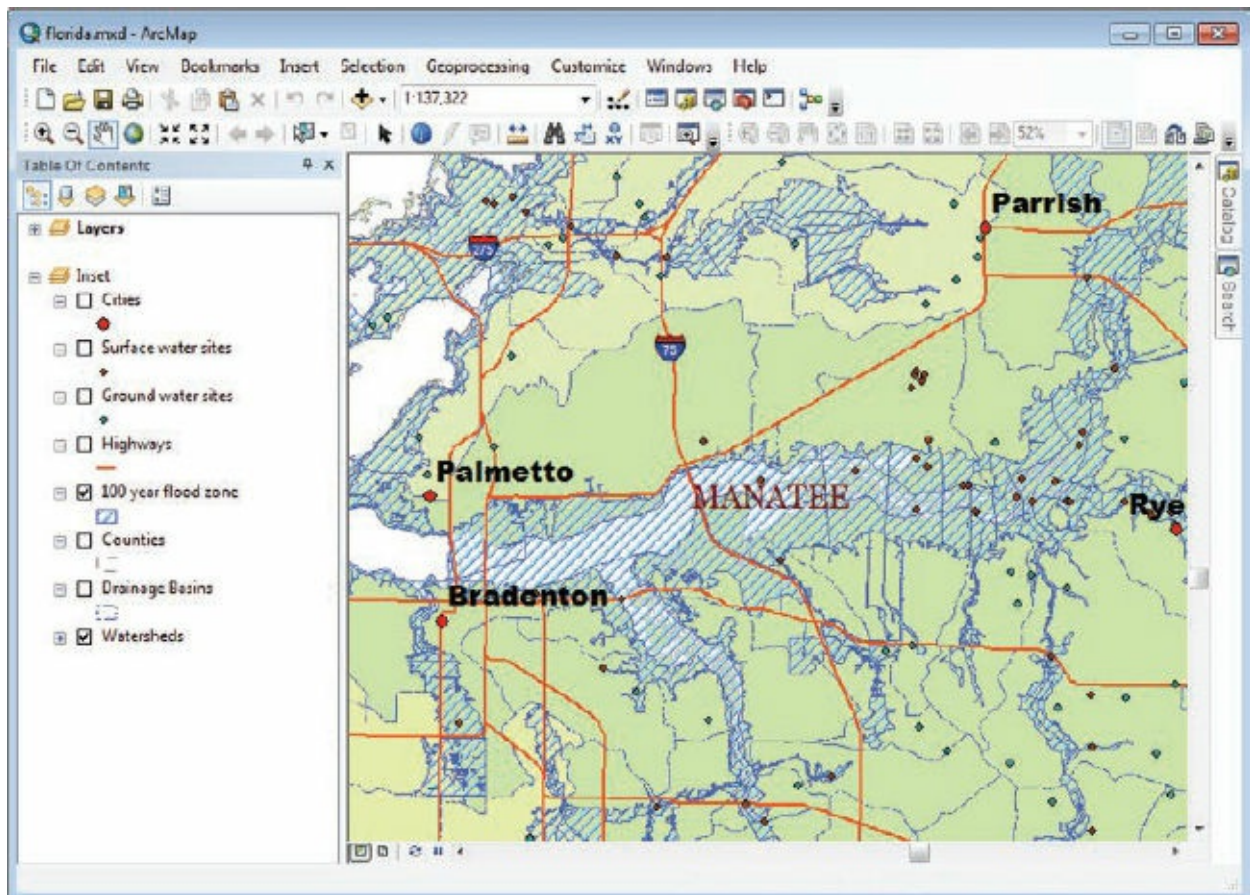 florida.mxd - ArcMap
File Edit View Bookmarks Insert Selection Geoprocessing Customize Windows Help
1:137,322
52%
Table Of Contents
Layers
Inset
Cities
Surface water sites
Ground water sites
Highways
100 year flood zone
Counties
Drainage Basins
Watersheds
Parrish
275
75
Palmetto
MANATEE
Rye
Bradenton
Catalog
Search